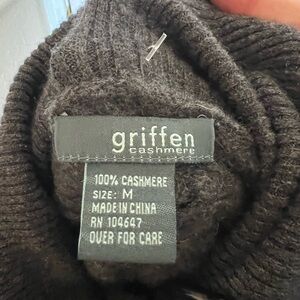 griffen
cashmere
100% CASHMERE
SIZE: M
MADE IN CHINA
RN 104647
OVER FOR CARE